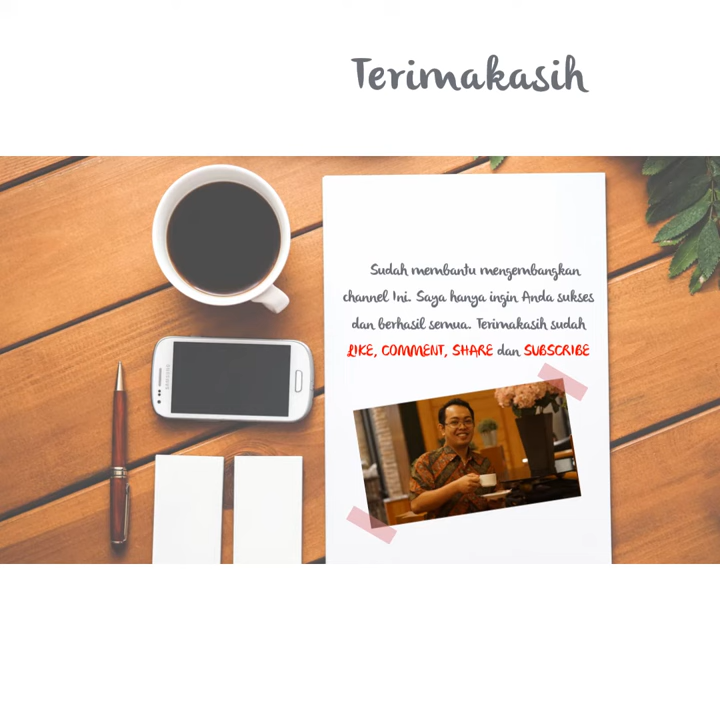 Terimakasih
Sudah membantu mengembangkan
channel Ini. Saya hanya ingin Anda sukses
dan berhasil semua. Terimakasih sudah
LIKE, COMMENT, SHARE dan SUBSCRIBE
SAMSUNG